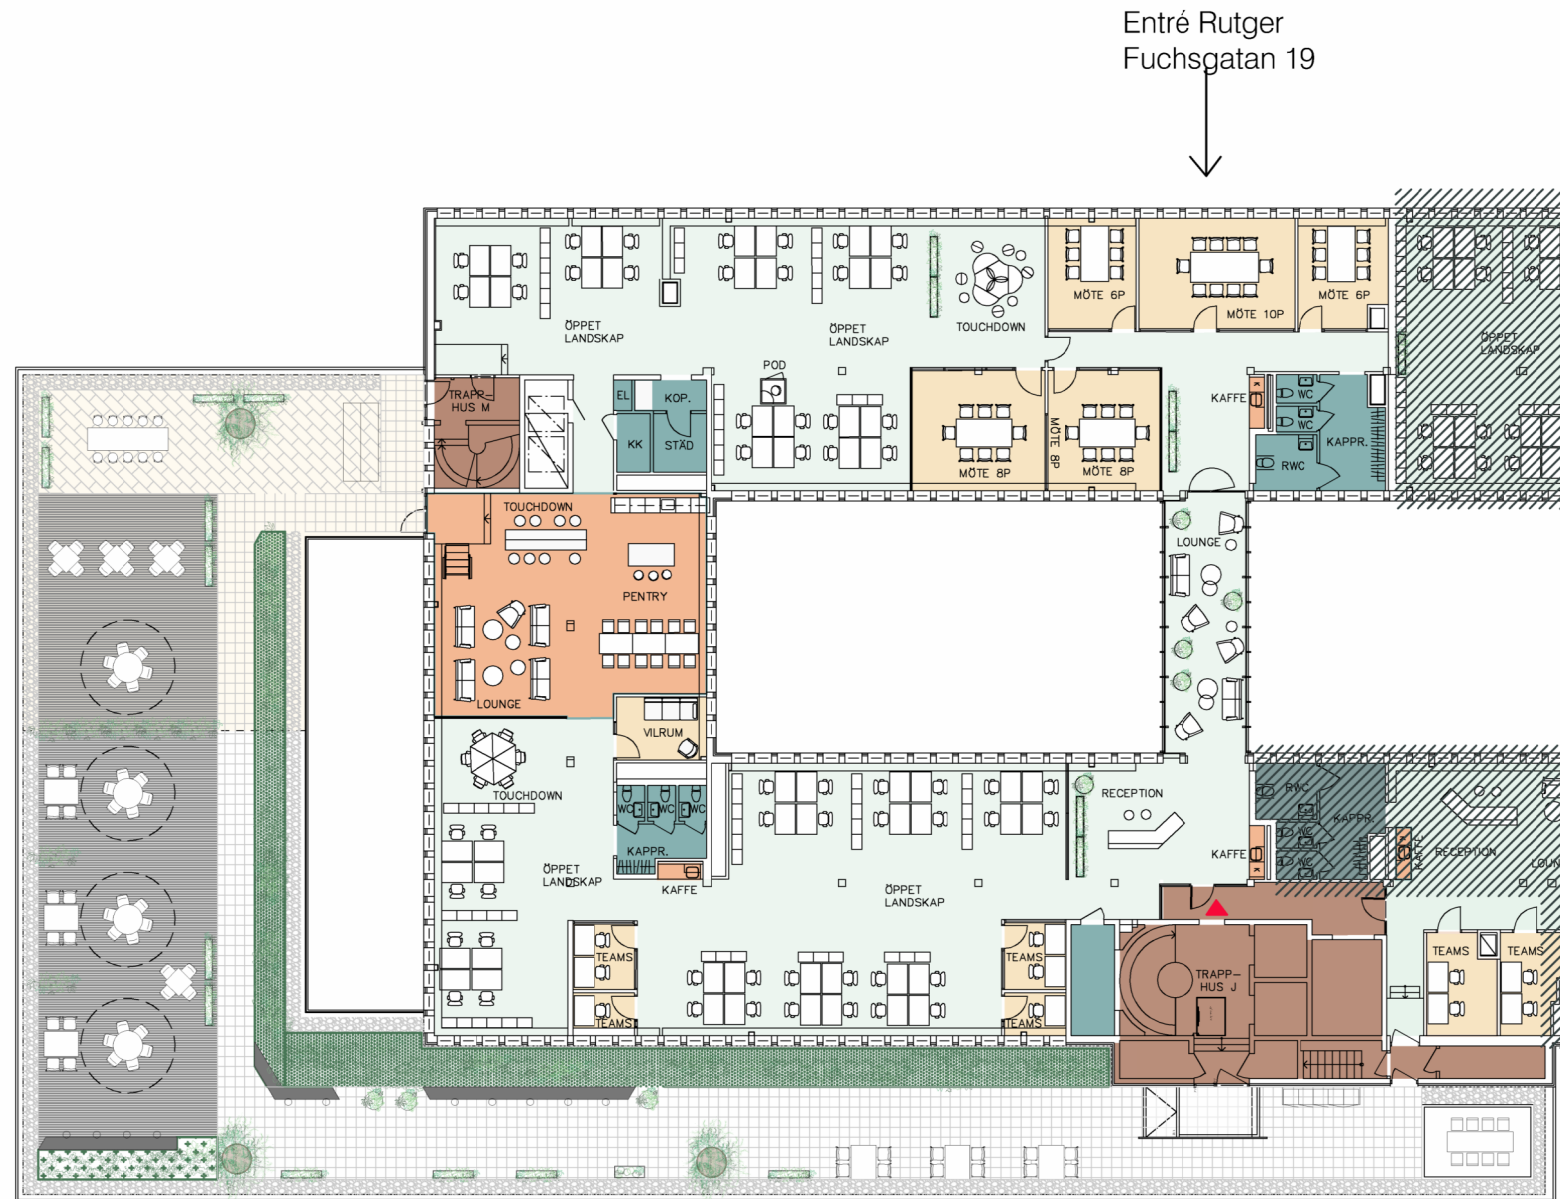 Entré Rutger
Fuchsgatan 19
MÖTE 6P
MÖTE 10P
MÖTE 6P
ÖPPET
LANDSKAP
ÖPPET
LANDSKAP
TOUCHDOWN
ÖPPET
LANDSKAP
POD
TRAPP-
HUS M
EL
KOP.
KK
STÄD
MÖTE 8P
MÖTE 8P
MÖTE 8P
KAFFE
WC
WC
RWC
KAPPR.
TOUCHDOWN
PENTRY
LOUNGE
LOUNGE
VILRUM
TOUCHDOWN
WC
WC
WC
KAPPR.
KAFFE
ÖPPET
LANDSKAP
ÖPPET
LANDSKAP
RECEPTION
KAFFE
RWC
WC
WC
KAPPR.
KAFFE
RECEPTION
LOUN
TEAMS
TEAMS
TEAMS
TEAMS
TRAPP-
HUS J
TEAMS
TEAMS